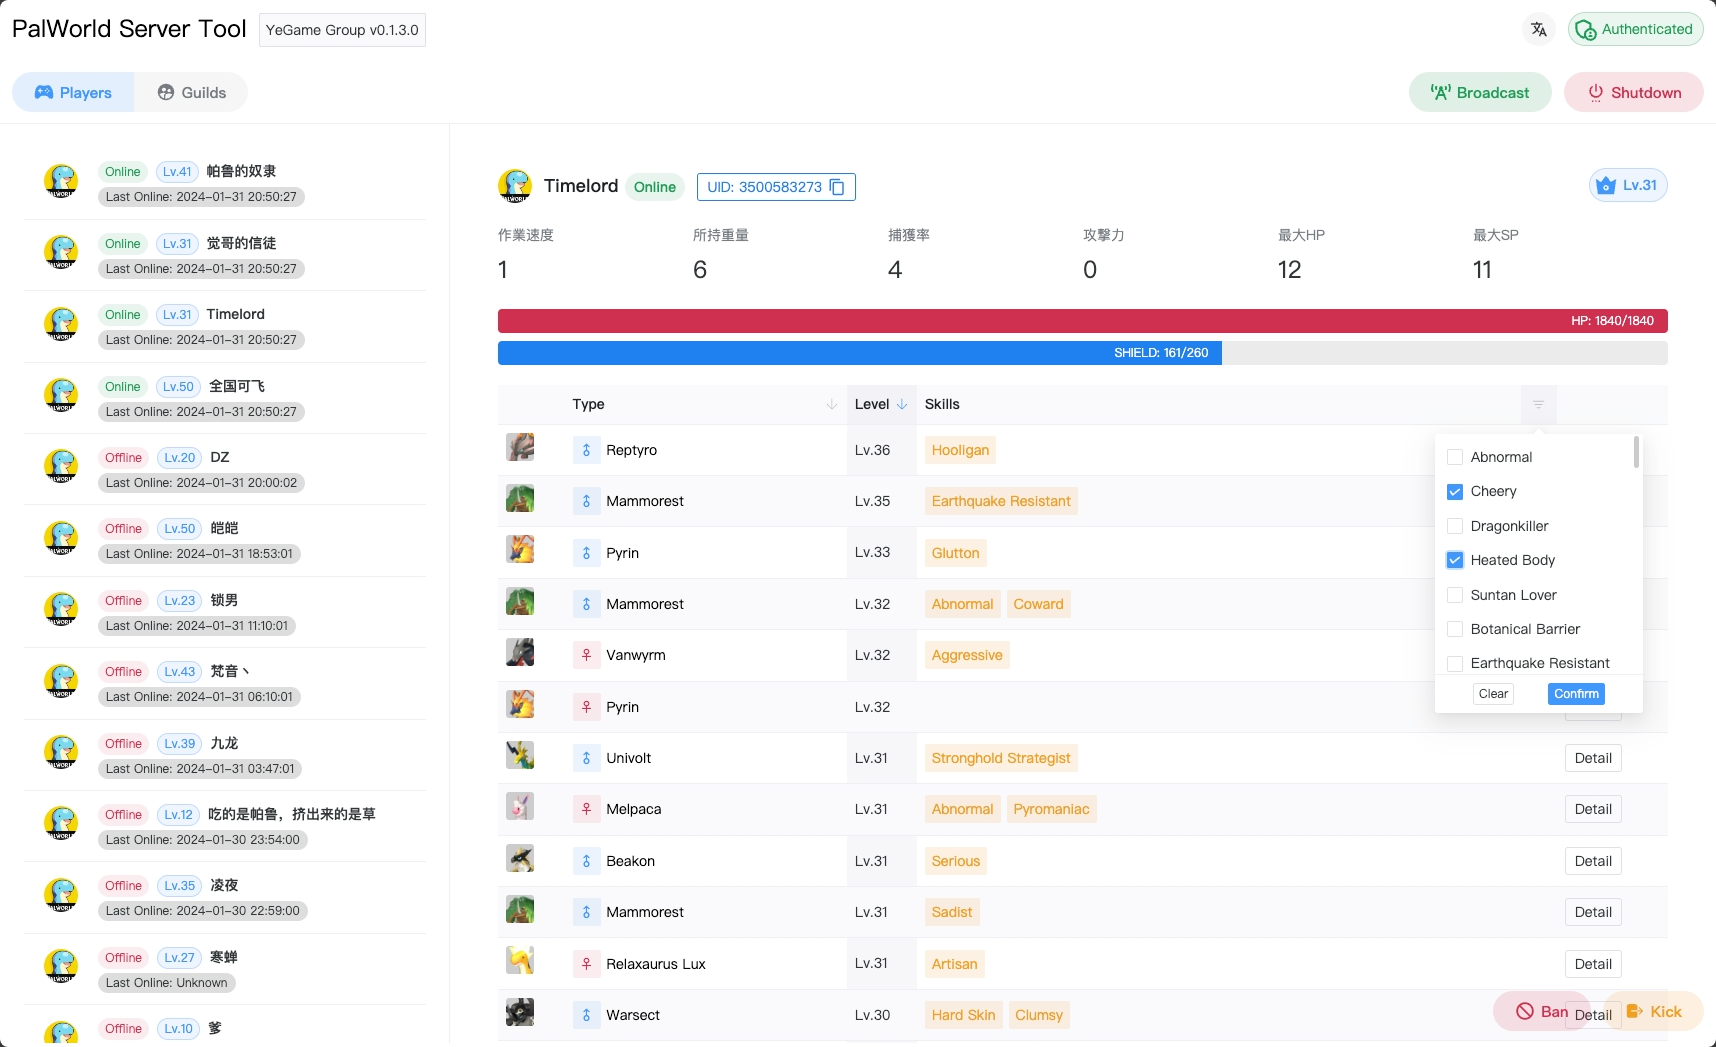 PalWorld Server Tool
YeGame Group v0.1.3.0
Authenticated
Players
Guilds
Broadcast
Shutdown
Online Lv.41 帕鲁的奴隶
Last Online: 2024-01-31 20:50:27
Online Lv.31 觉哥的信徒
Last Online: 2024-01-31 20:50:27
Online Lv.31 Timelord
Last Online: 2024-01-31 20:50:27
Online Lv.50 全国可飞
Last Online: 2024-01-31 20:50:27
Offline Lv.20 DZ
Last Online: 2024-01-31 20:00:02
Offline Lv.50 皑皑
Last Online: 2024-01-31 18:53:01
Offline Lv.23 锁男
Last Online: 2024-01-31 11:10:01
Offline Lv.43 梵音丶
Last Online: 2024-01-31 06:10:01
Offline Lv.39 九龙
Last Online: 2024-01-31 03:47:01
Offline Lv.12 吃的是帕鲁，挤出来的是草
Last Online: 2024-01-30 23:54:00
Offline Lv.35 凌夜
Last Online: 2024-01-30 22:59:00
Offline Lv.27 寒蝉
Last Online: Unknown
Offline Lv.10 爹
Timelord Online UID: 3500583273 Lv.31
作業速度 所持重量 捕獲率 攻撃力 最大HP 最大SP
1 6 4 0 12 11
HP: 1840/1840
SHIELD: 161/260
Type Level Skills
Reptyro Lv.36 Hooligan
Mammorest Lv.35 Earthquake Resistant
Pyrin Lv.33 Glutton
Mammorest Lv.32 Abnormal Coward
Vanwyrm Lv.32 Aggressive
Pyrin Lv.32
Univolt Lv.31 Stronghold Strategist Detail
Melpaca Lv.31 Abnormal Pyromaniac Detail
Beakon Lv.31 Serious Detail
Mammorest Lv.31 Sadist Detail
Relaxaurus Lux Lv.31 Artisan Detail
Warsect Lv.30 Hard Skin Clumsy Detail
Abnormal
Cheery
Dragonkiller
Heated Body
Suntan Lover
Botanical Barrier
Earthquake Resistant
Clear Confirm
Ban
Kick